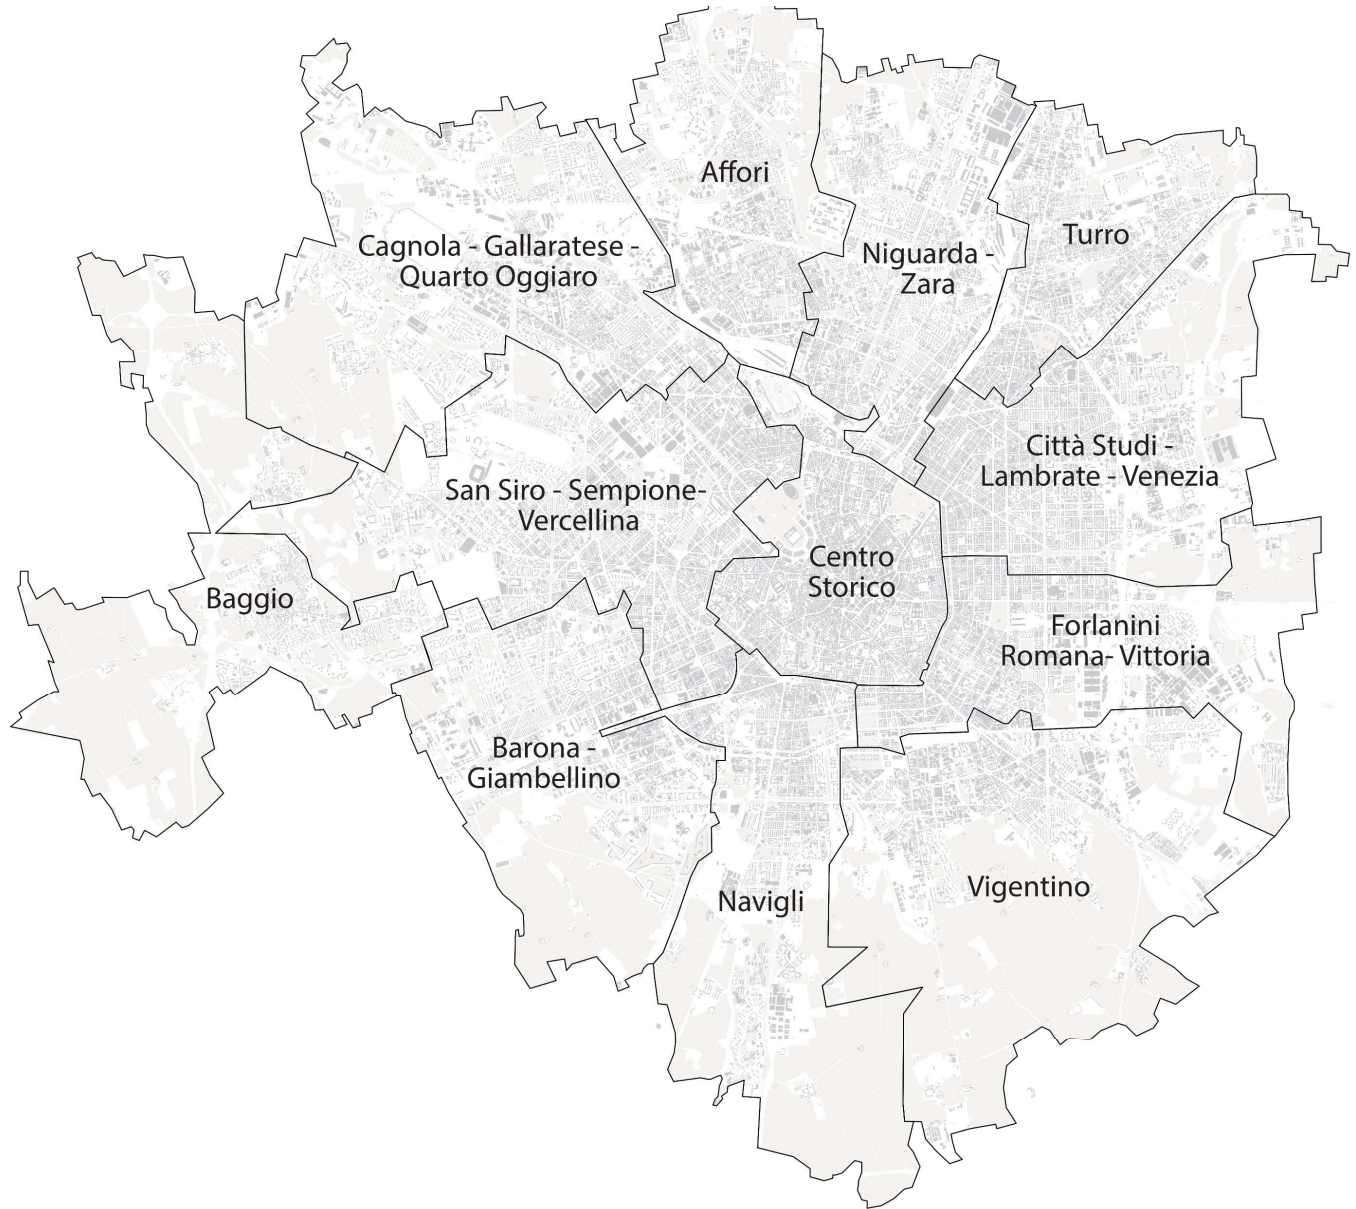 Affori
Turro
Cagnola - Gallaratese -
Quarto Oggiaro
Niguarda -
Zara
Città Studi -
Lambrate - Venezia
San Siro - Sempione-
Vercellina
Centro
Storico
Baggio
Forlanini
Romana- Vittoria
Barona -
Giambellino
Navigli
Vigentino